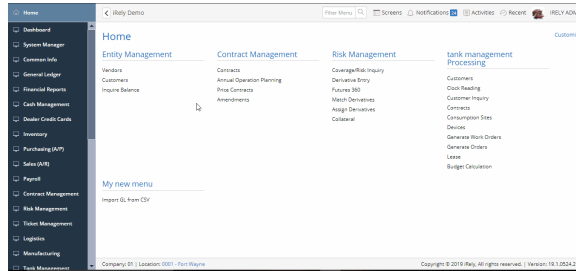 Home
iRely Demo
Filter Menu
Screens
Notifications 24
Activities
Recent
IRELY ADM
Dashboard
System Manager
Common Info
General Ledger
Financial Reports
Cash Management
Dealer Credit Cards
Inventory
Purchasing (A/P)
Sales (A/R)
Payroll
Contract Management
Risk Management
Ticket Management
Logistics
Manufacturing
Tank Management
Home
Customi
Entity Management
Vendors
Customers
Inquire Balance
Contract Management
Contracts
Annual Operation Planning
Price Contracts
Amendments
Risk Management
Coverage/Risk Inquiry
Derivative Entry
Futures 360
Match Derivatives
Assign Derivatives
Collateral
tank management
Processing
Customers
Clock Reading
Customer Inquiry
Contracts
Consumption Sites
Devices
Generate Work Orders
Generate Orders
Lease
Budget Calculation
My new menu
Import GL from CSV
Company: 01 | Location: 0001 - Fort Wayne
Copyright © 2019 iRely, All rights reserved. | Version: 19.1.0524.2